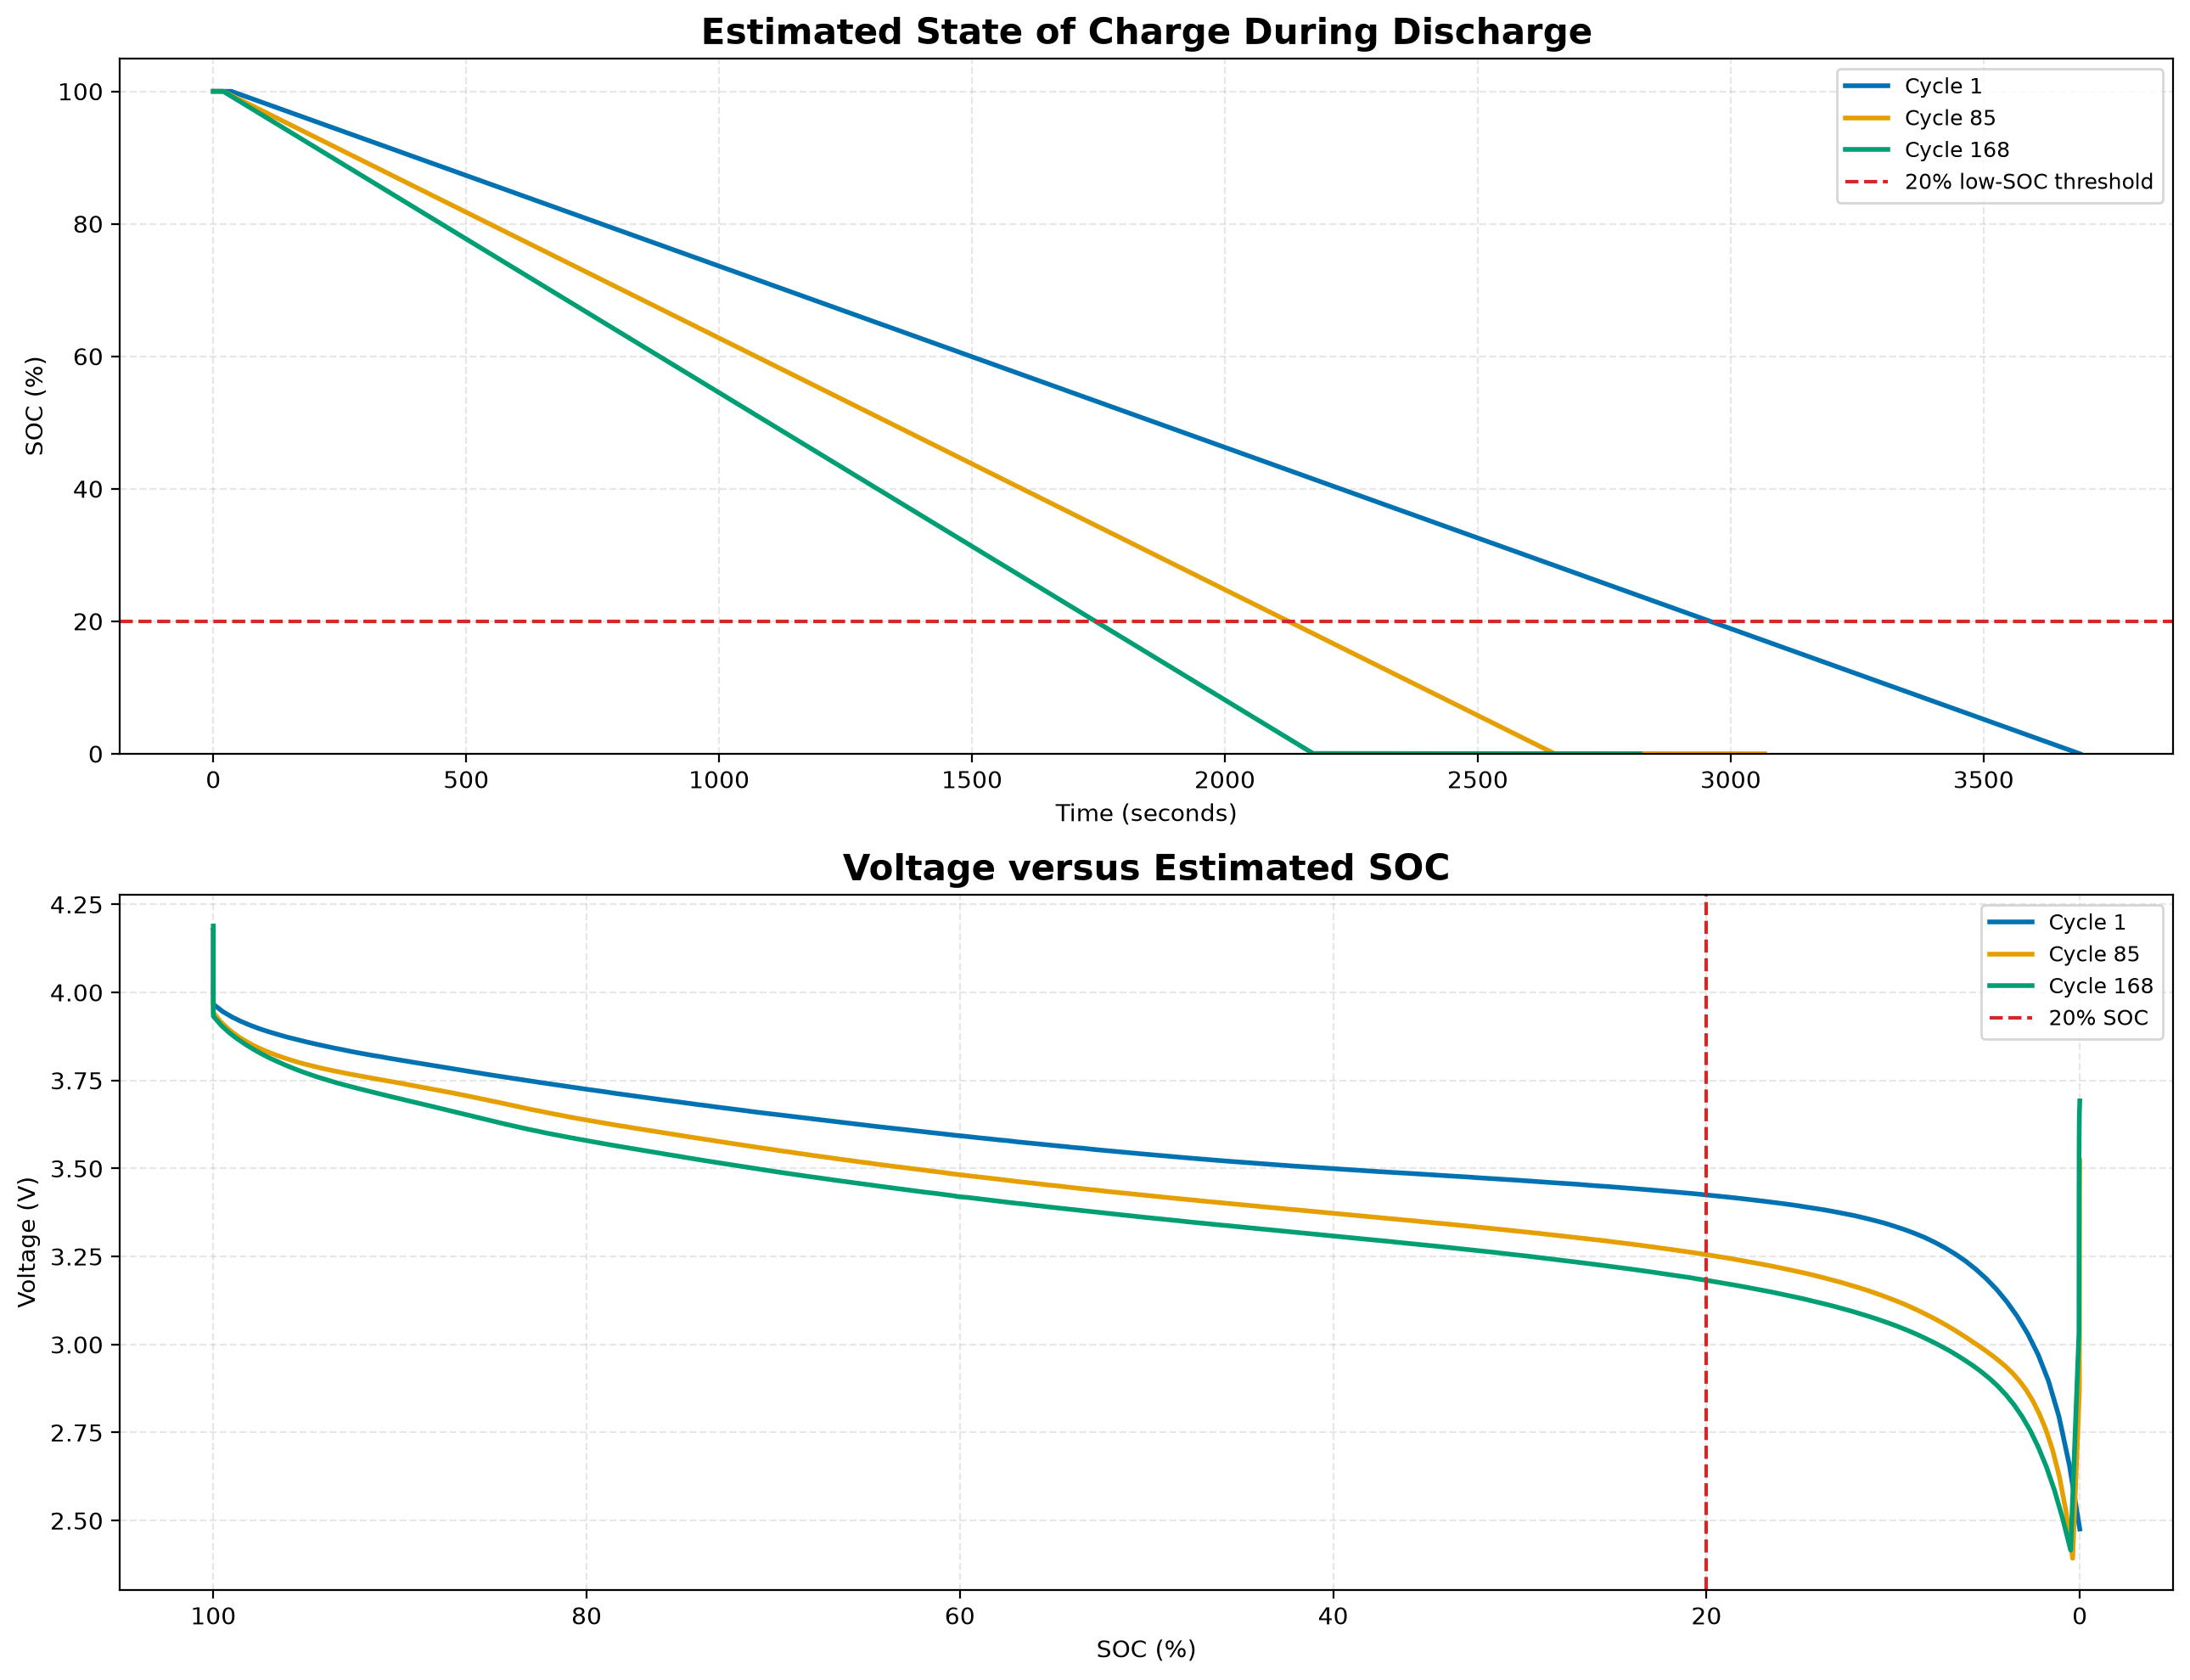 Estimated State of Charge During Discharge
SOC (%)
100
80
60
40
20
0
Cycle 1
Cycle 85
Cycle 168
20% low-SOC threshold
0 500 1000 1500 2000 2500 3000 3500
Time (seconds)
Voltage versus Estimated SOC
Voltage (V)
4.25
4.00
3.75
3.50
3.25
3.00
2.75
2.50
Cycle 1
Cycle 85
Cycle 168
20% SOC
100 80 60 40 20 0
SOC (%)